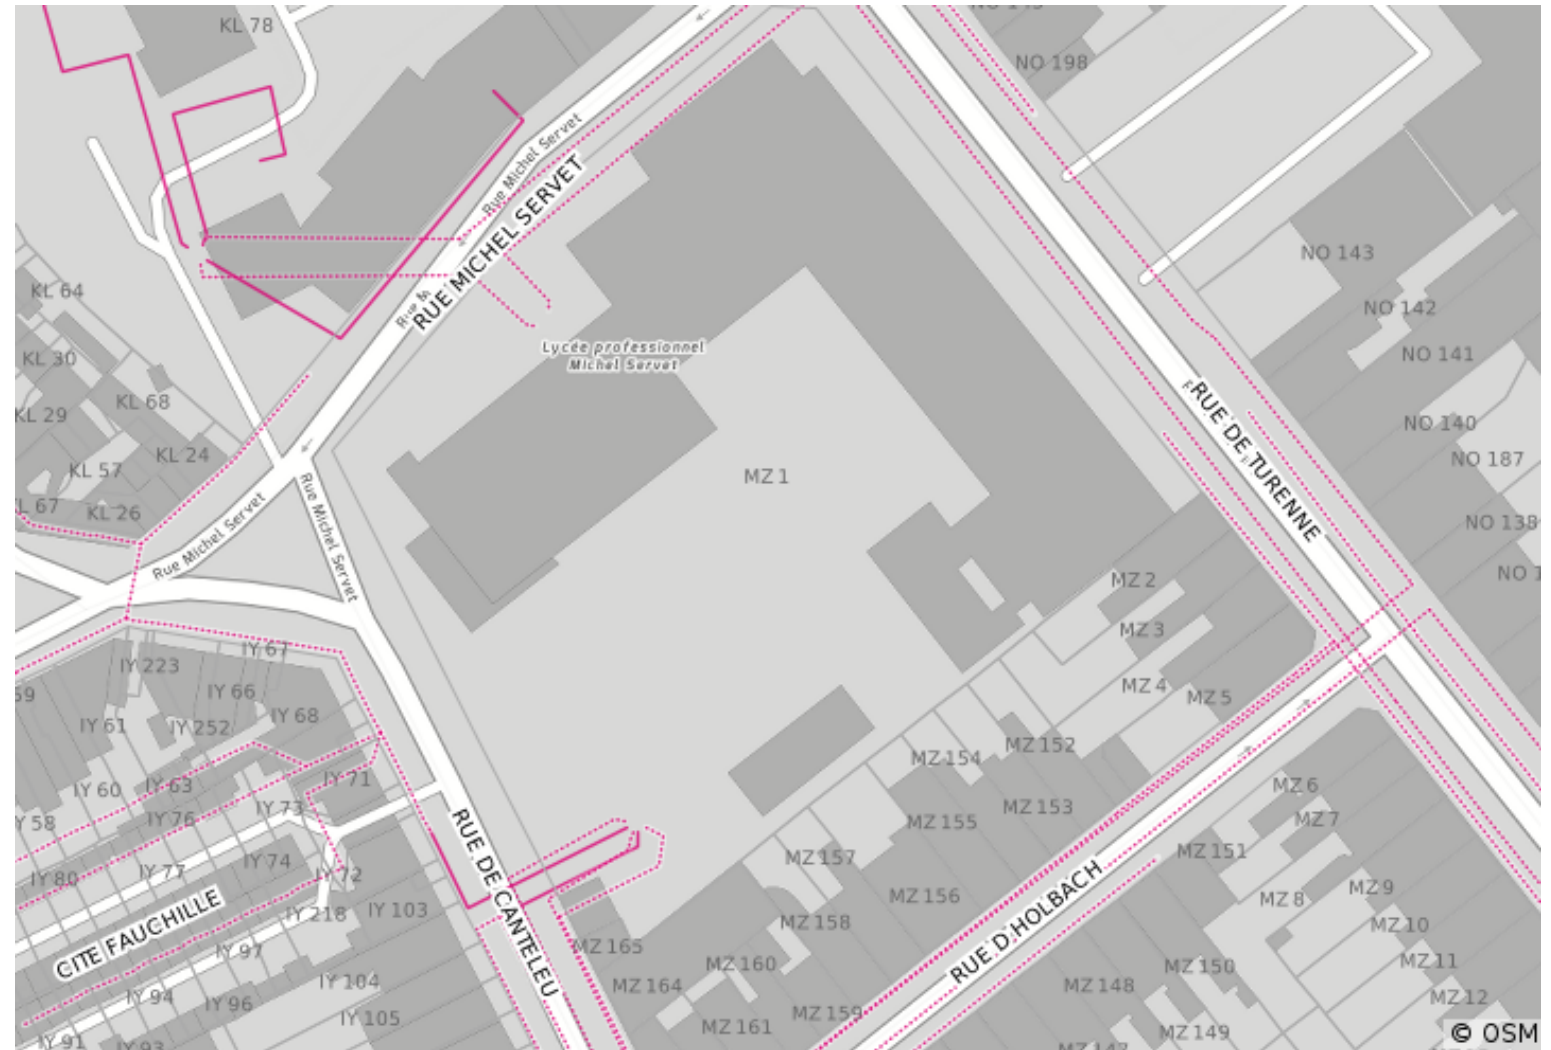 KL 78
NO 198
Rue Michel Servet
RUE MICHEL SERVET
NO 143
KL 64
NO 142
Lycée professionnel
Michel Servet
KL 30
NO 141
KL 68
KL 29
RUE DE TURENNE
NO 140
KL 24
NO 187
KL 57
MZ 1
KL 26
NO 138
Rue Michel Servet
Rue Michel Servet
MZ 2
MZ 3
IY 67
IY 223
IY 66
MZ 4
MZ 5
IY 68
IY 61
IY 252
MZ 152
MZ 154
IY 71
IY 63
IY 60
MZ 6
IY 73
MZ 153
IY 76
MZ 7
MZ 155
MZ 151
MZ 157
IY 74
IY 77
IY 72
IY 80
RUE DE CANTELEU
MZ 9
MZ 156
MZ 8
IY 103
IY 218
MZ 158
MZ 10
CITE FAUCHILLE
RUE D'HOLBACH
MZ 165
IY 97
MZ 11
MZ 160
MZ 150
IY 104
MZ 164
MZ 148
IY 94
MZ 12
IY 96
MZ 159
IY 105
MZ 161
MZ 149
© OSM
IY 91
IY 93